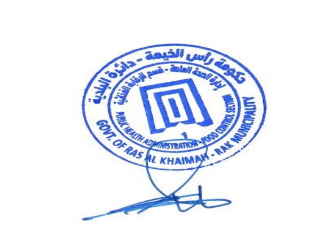 حكومة رأس الخيمة - دائرة البلدية
إدارة الصحة العامة - قسم الرقابة الغذائية
PUBLIC HEALTH ADMINISTRATION - FOOD CONTROL SECTION
1
GOVT. OF RAS AL KHAIMAH - RAK MUNICIPALITY